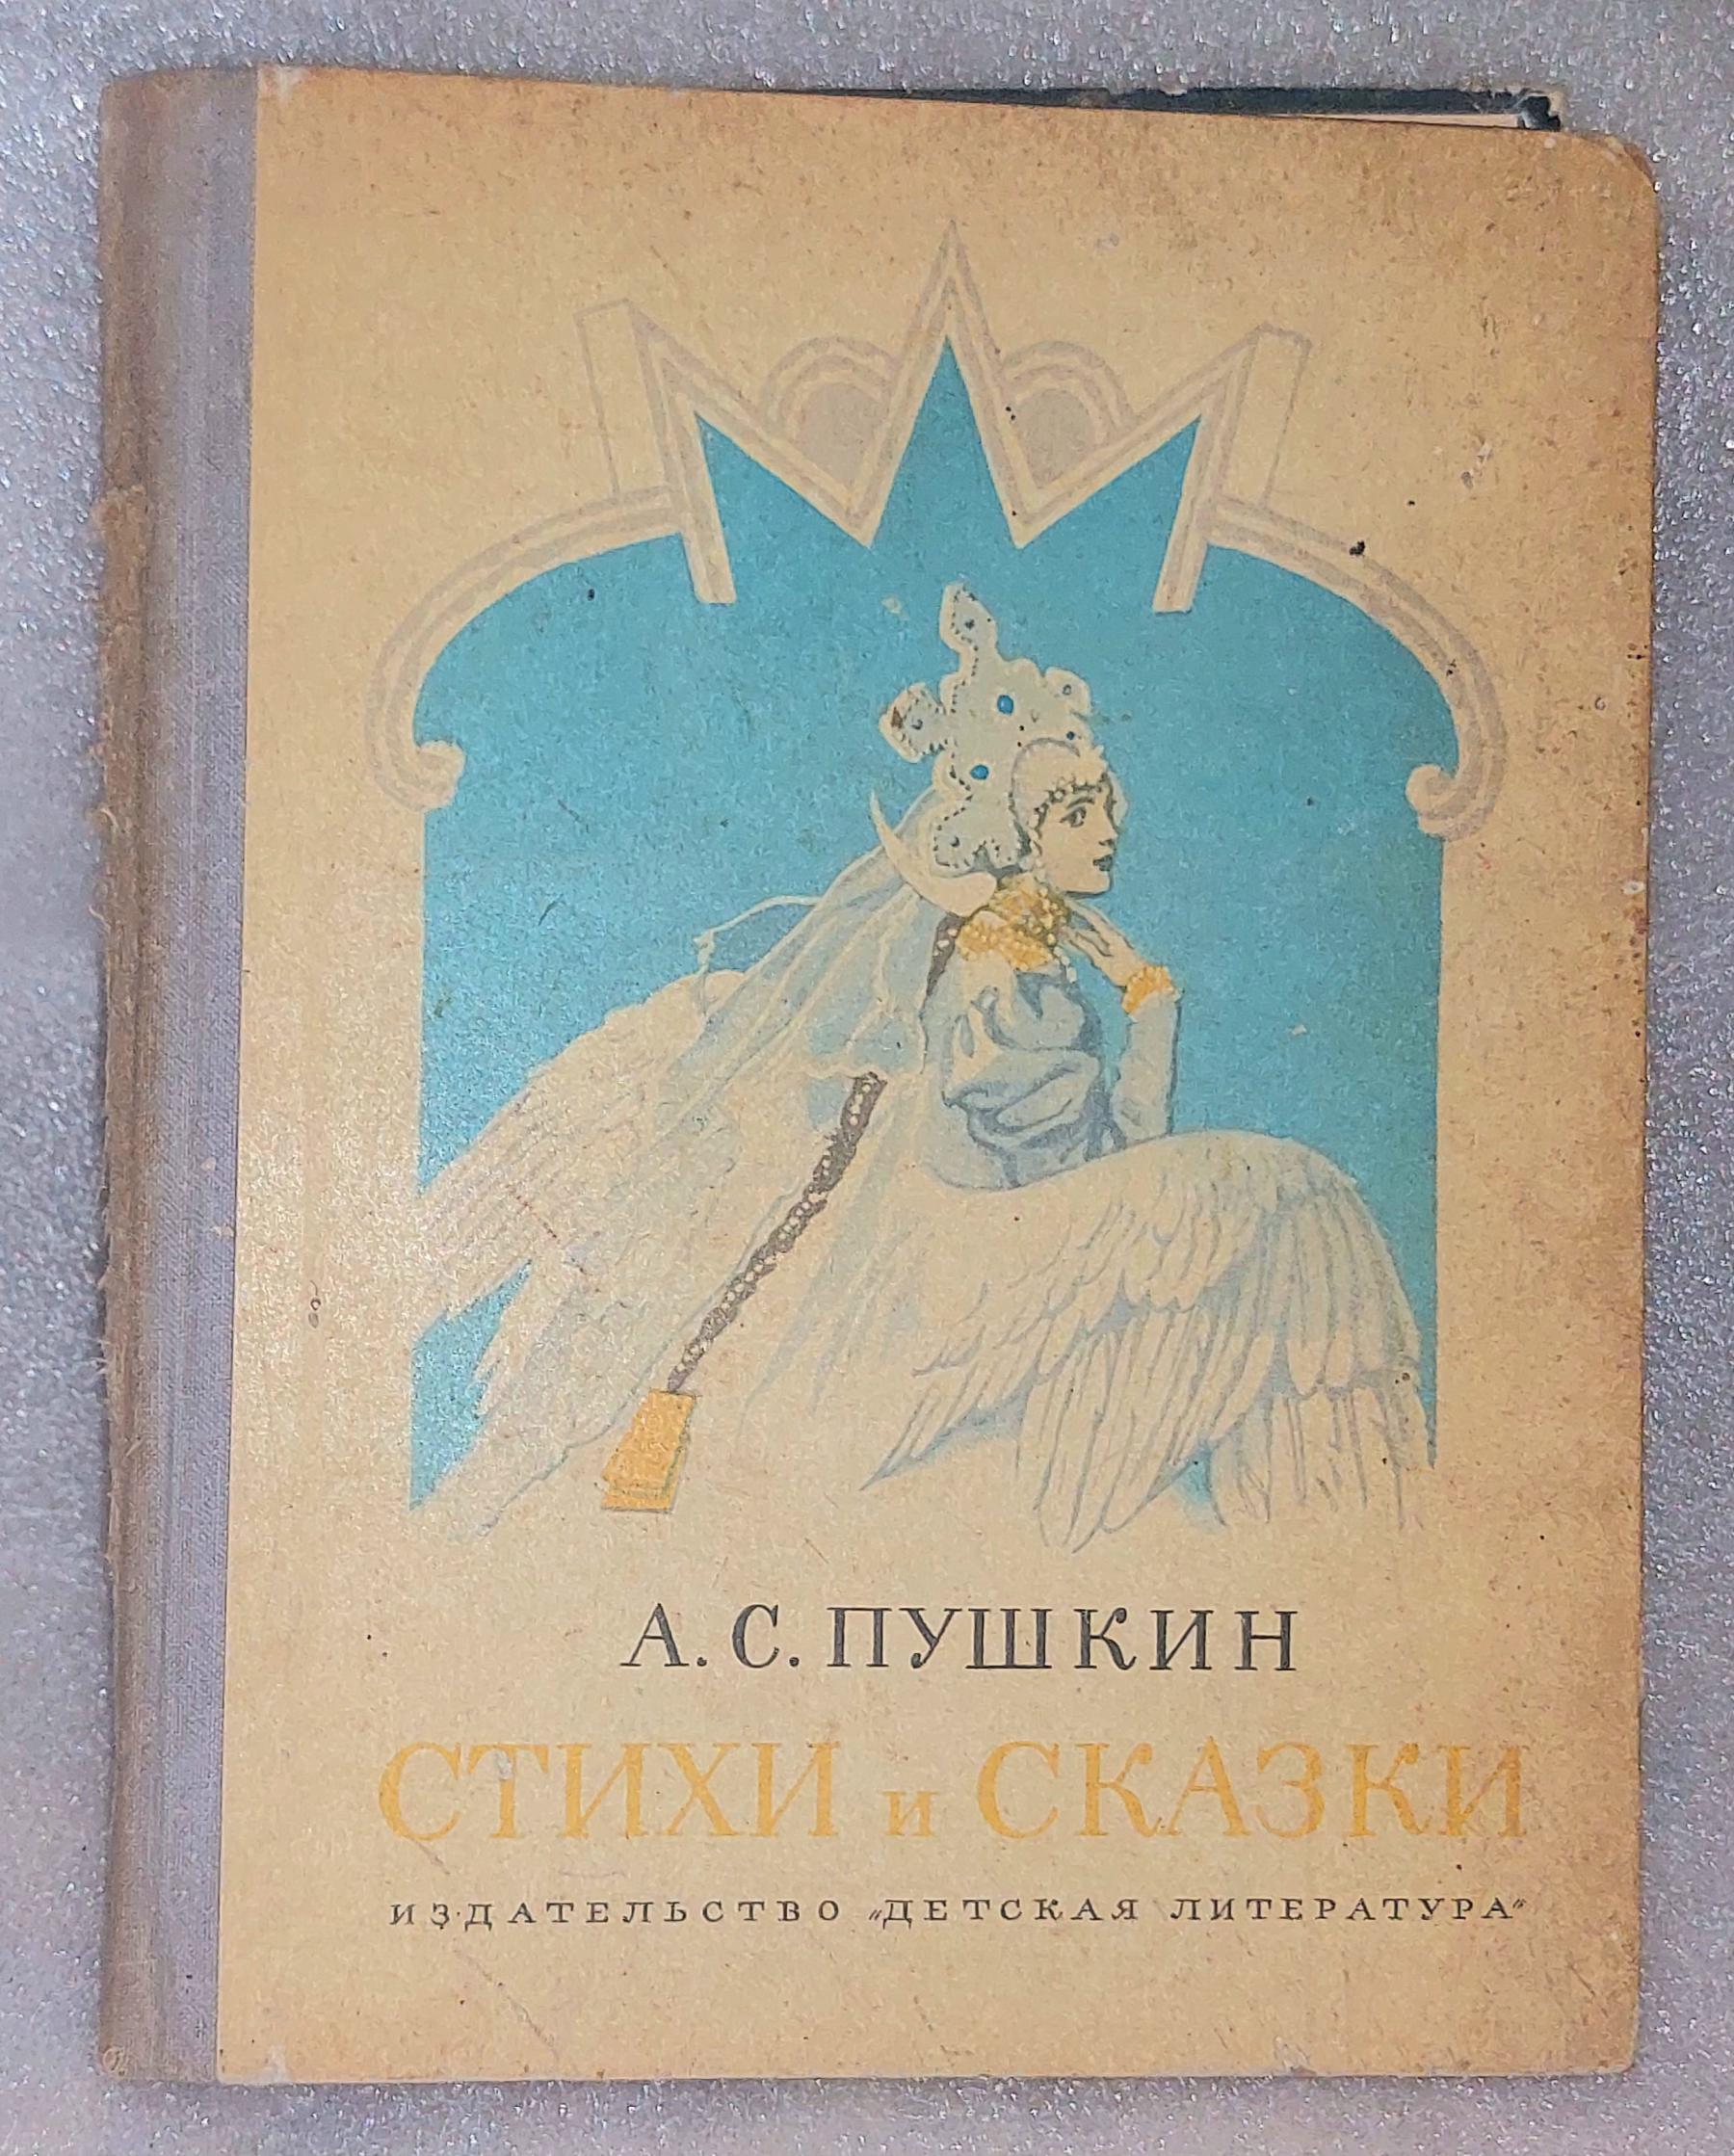 А. С. ПУШКИН
СТИХИ и СКАЗКИ
ИЗДАТЕЛЬСТВО „ДЕТСКАЯ ЛИТЕРАТУРА"